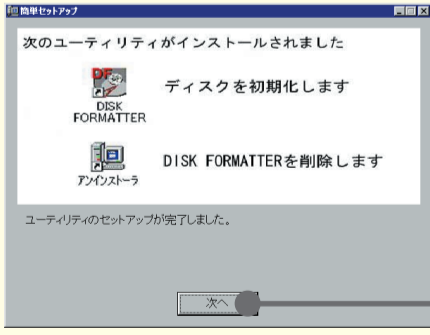 簡単セットアップ
次のユーティリティがインストールされました
DF
ディスクを初期化します
DISK
FORMATTER
DISK FORMATTERを削除します
アンインストーラ
ユーティリティのセットアップが完了しました。
次へ